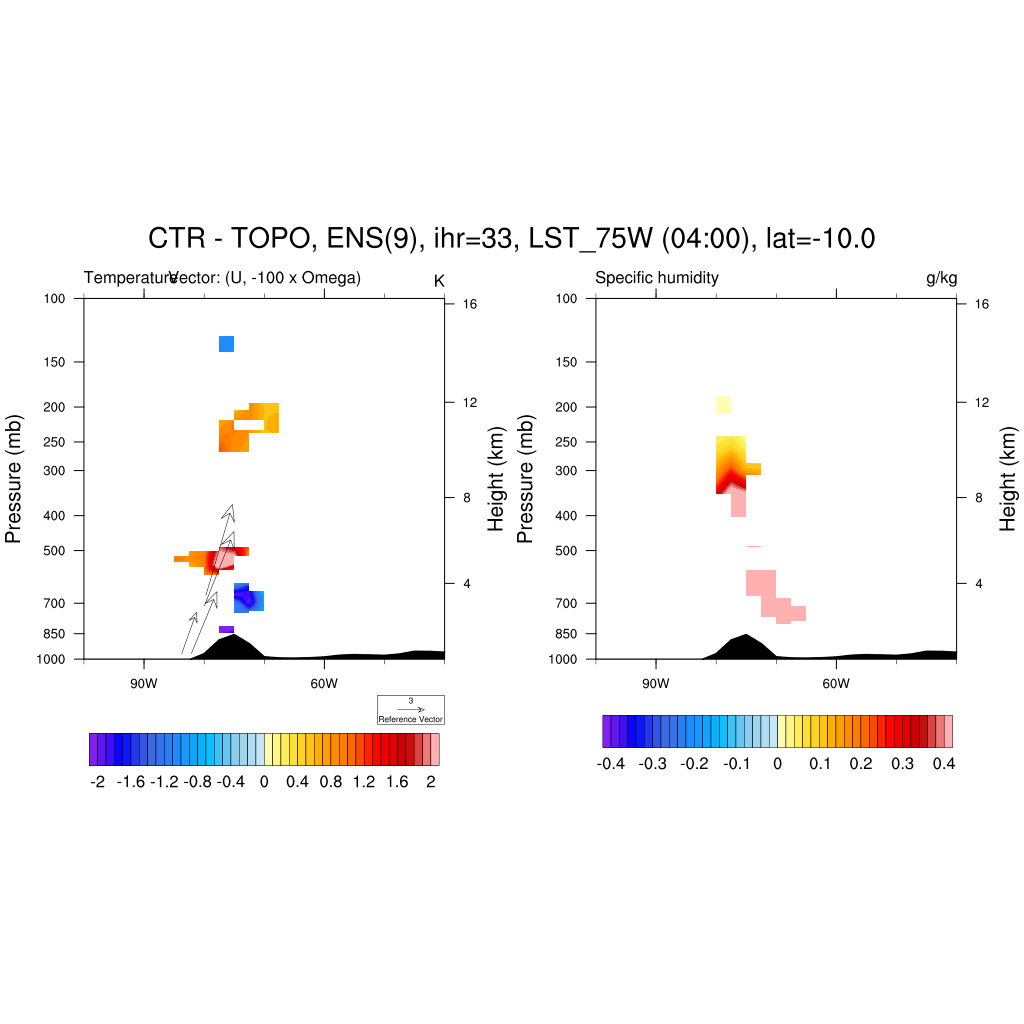 CTR - TOPO, ENS(9), ihr=33, LST_75W (04:00), lat=-10.0
Temperature Vector: (U, -100 x Omega) K
Specific humidity g/kg
100
150
200
250
300
400
500
700
850
1000
Pressure (mb)
16
12
8
4
Height (km)
90W 60W
3
Reference Vector
-2 -1.6 -1.2 -0.8 -0.4 0 0.4 0.8 1.2 1.6 2
100
150
200
250
300
400
500
700
850
1000
Pressure (mb)
16
12
8
4
Height (km)
90W 60W
-0.4 -0.3 -0.2 -0.1 0 0.1 0.2 0.3 0.4